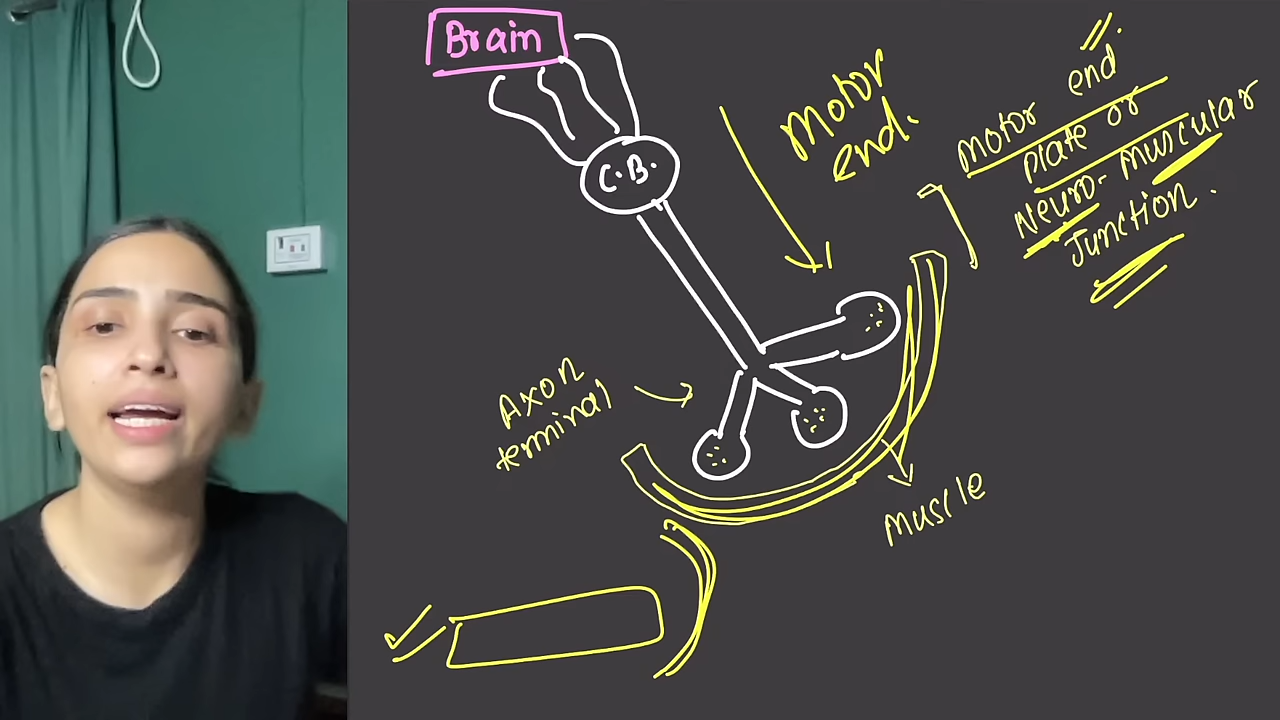 Brain
C.B.
Motor
end.
Motor end
Plate or
Neuro-Muscular
Junction.
Axon
terminal
Muscle